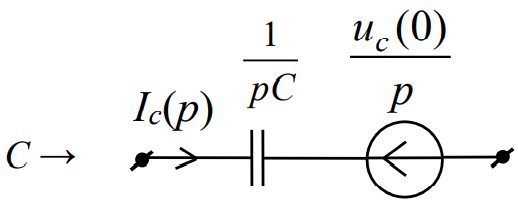 1/pC
u_c(0)/p
I_c(p)
C →